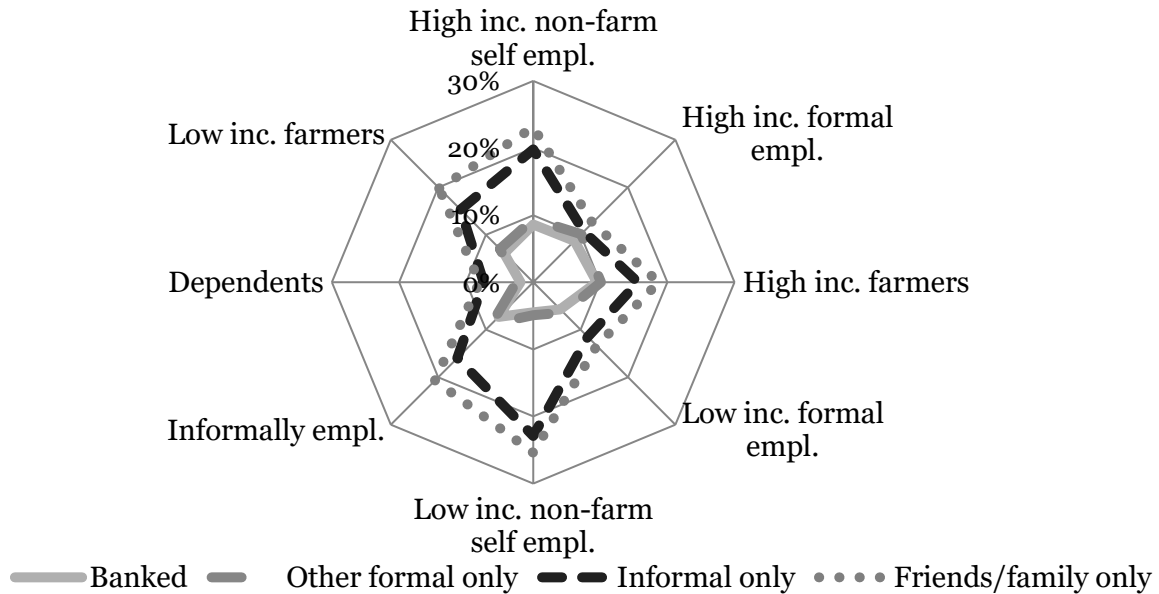 High inc. non-farm
self empl.
30%
High inc. formal
empl.
Low inc. farmers
20%
10%
Dependents
0%
High inc. farmers
Low inc. formal
empl.
Informally empl.
Low inc. non-farm
self empl.
Banked Other formal only Informal only Friends/family only